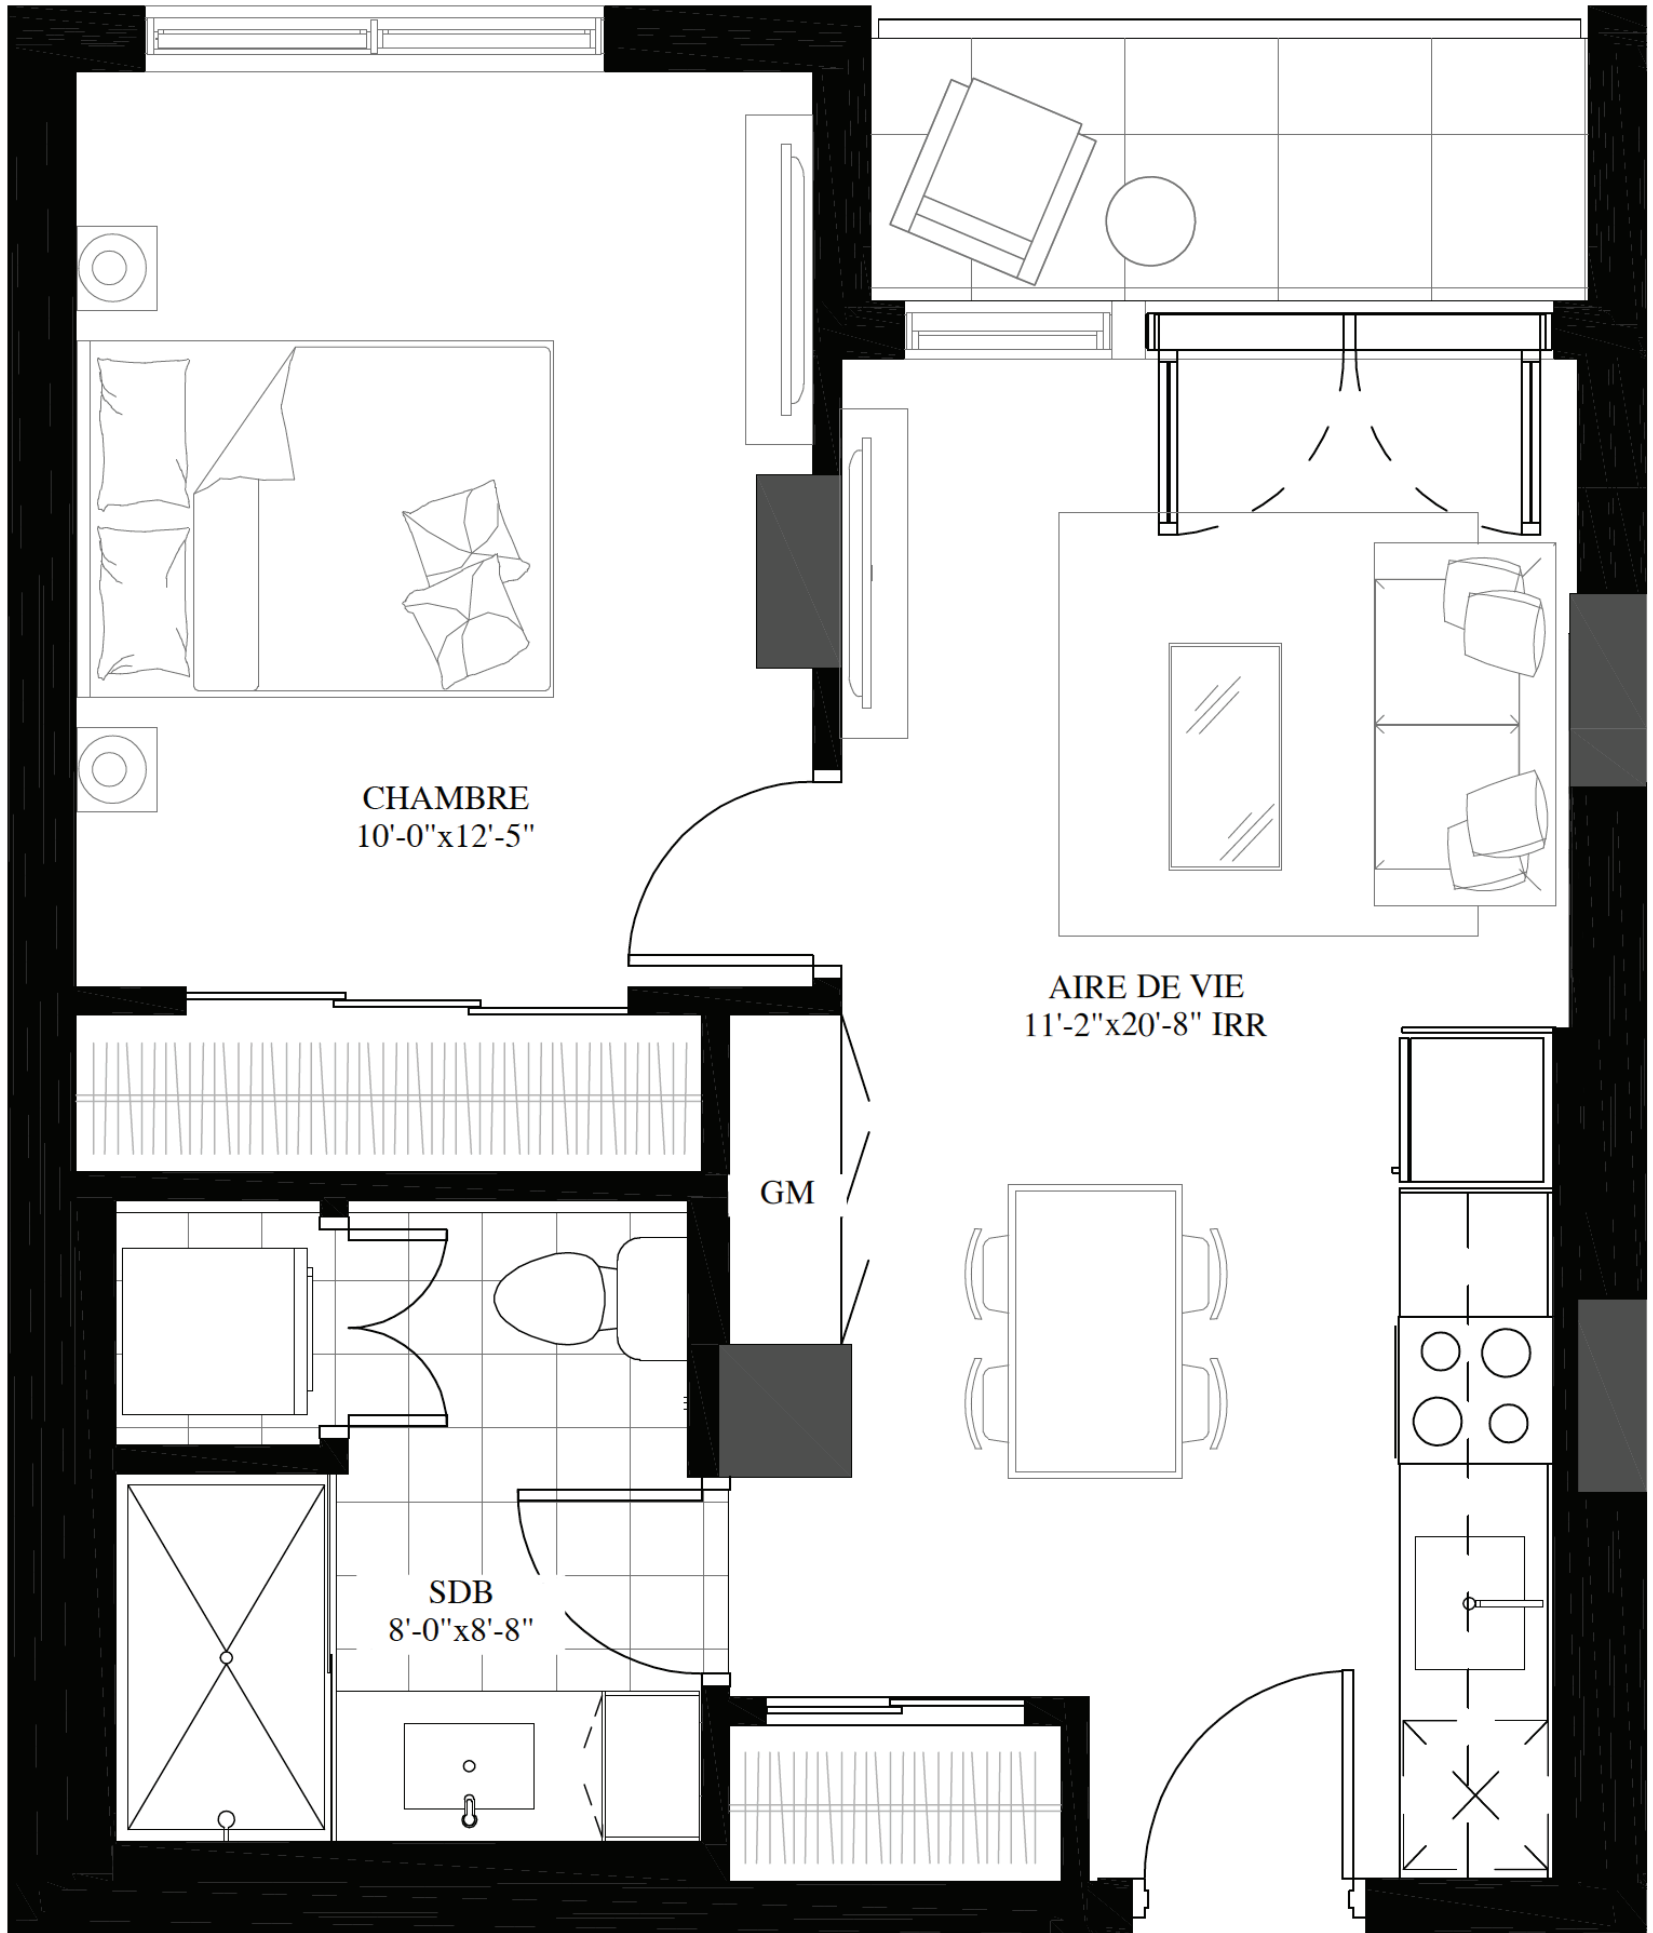 CHAMBRE
10'-0"x12'-5"
AIRE DE VIE
11'-2"x20'-8" IRR
GM
SDB
8'-0"x8'-8"